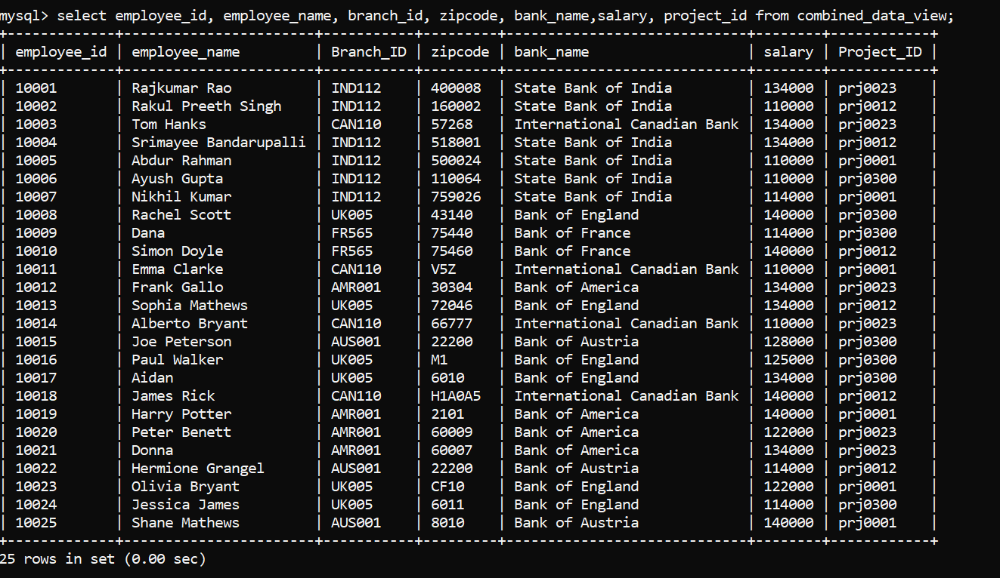 mysql> select employee_id, employee_name, branch_id, zipcode, bank_name,salary, project_id from combined_data_view;
+-------------+-----------------------+-----------+---------+-----------------------------+--------+------------+
| employee_id | employee_name         | Branch_ID | zipcode | bank_name                   | salary | Project_ID |
+-------------+-----------------------+-----------+---------+-----------------------------+--------+------------+
| 10001       | Rajkumar Rao          | IND112    | 400008  | State Bank of India         | 134000 | prj0023    |
| 10002       | Rakul Preeth Singh    | IND112    | 160002  | State Bank of India         | 110000 | prj0012    |
| 10003       | Tom Hanks             | CAN110    | 57268   | International Canadian Bank | 134000 | prj0023    |
| 10004       | Srimayee Bandarupalli | IND112    | 518001  | State Bank of India         | 134000 | prj0012    |
| 10005       | Abdur Rahman          | IND112    | 500024  | State Bank of India         | 110000 | prj0001    |
| 10006       | Ayush Gupta           | IND112    | 110064  | State Bank of India         | 110000 | prj0300    |
| 10007       | Nikhil Kumar          | IND112    | 759026  | State Bank of India         | 114000 | prj0001    |
| 10008       | Rachel Scott          | UK005     | 43140   | Bank of England             | 140000 | prj0300    |
| 10009       | Dana                  | FR565     | 75440   | Bank of France              | 114000 | prj0300    |
| 10010       | Simon Doyle           | FR565     | 75460   | Bank of France              | 140000 | prj0012    |
| 10011       | Emma Clarke           | CAN110    | V5Z     | International Canadian Bank | 110000 | prj0001    |
| 10012       | Frank Gallo           | AMR001    | 30304   | Bank of America             | 134000 | prj0023    |
| 10013       | Sophia Mathews        | UK005     | 72046   | Bank of England             | 134000 | prj0012    |
| 10014       | Alberto Bryant        | CAN110    | 66777   | International Canadian Bank | 110000 | prj0023    |
| 10015       | Joe Peterson          | AUS001    | 22200   | Bank of Austria             | 128000 | prj0300    |
| 10016       | Paul Walker           | UK005     | M1      | Bank of England             | 125000 | prj0300    |
| 10017       | Aidan                 | UK005     | 6010    | Bank of England             | 134000 | prj0300    |
| 10018       | James Rick            | CAN110    | H1A0A5  | International Canadian Bank | 140000 | prj0012    |
| 10019       | Harry Potter          | AMR001    | 2101    | Bank of America             | 140000 | prj0001    |
| 10020       | Peter Benett          | AMR001    | 60009   | Bank of America             | 122000 | prj0023    |
| 10021       | Donna                 | AMR001    | 60007   | Bank of America             | 134000 | prj0023    |
| 10022       | Hermione Grangel      | AUS001    | 22200   | Bank of Austria             | 114000 | prj0012    |
| 10023       | Olivia Bryant         | UK005     | CF10    | Bank of England             | 122000 | prj0001    |
| 10024       | Jessica James         | UK005     | 6011    | Bank of England             | 114000 | prj0300    |
| 10025       | Shane Mathews         | AUS001    | 8010    | Bank of Austria             | 140000 | prj0001    |
+-------------+-----------------------+-----------+---------+-----------------------------+--------+------------+
25 rows in set (0.00 sec)